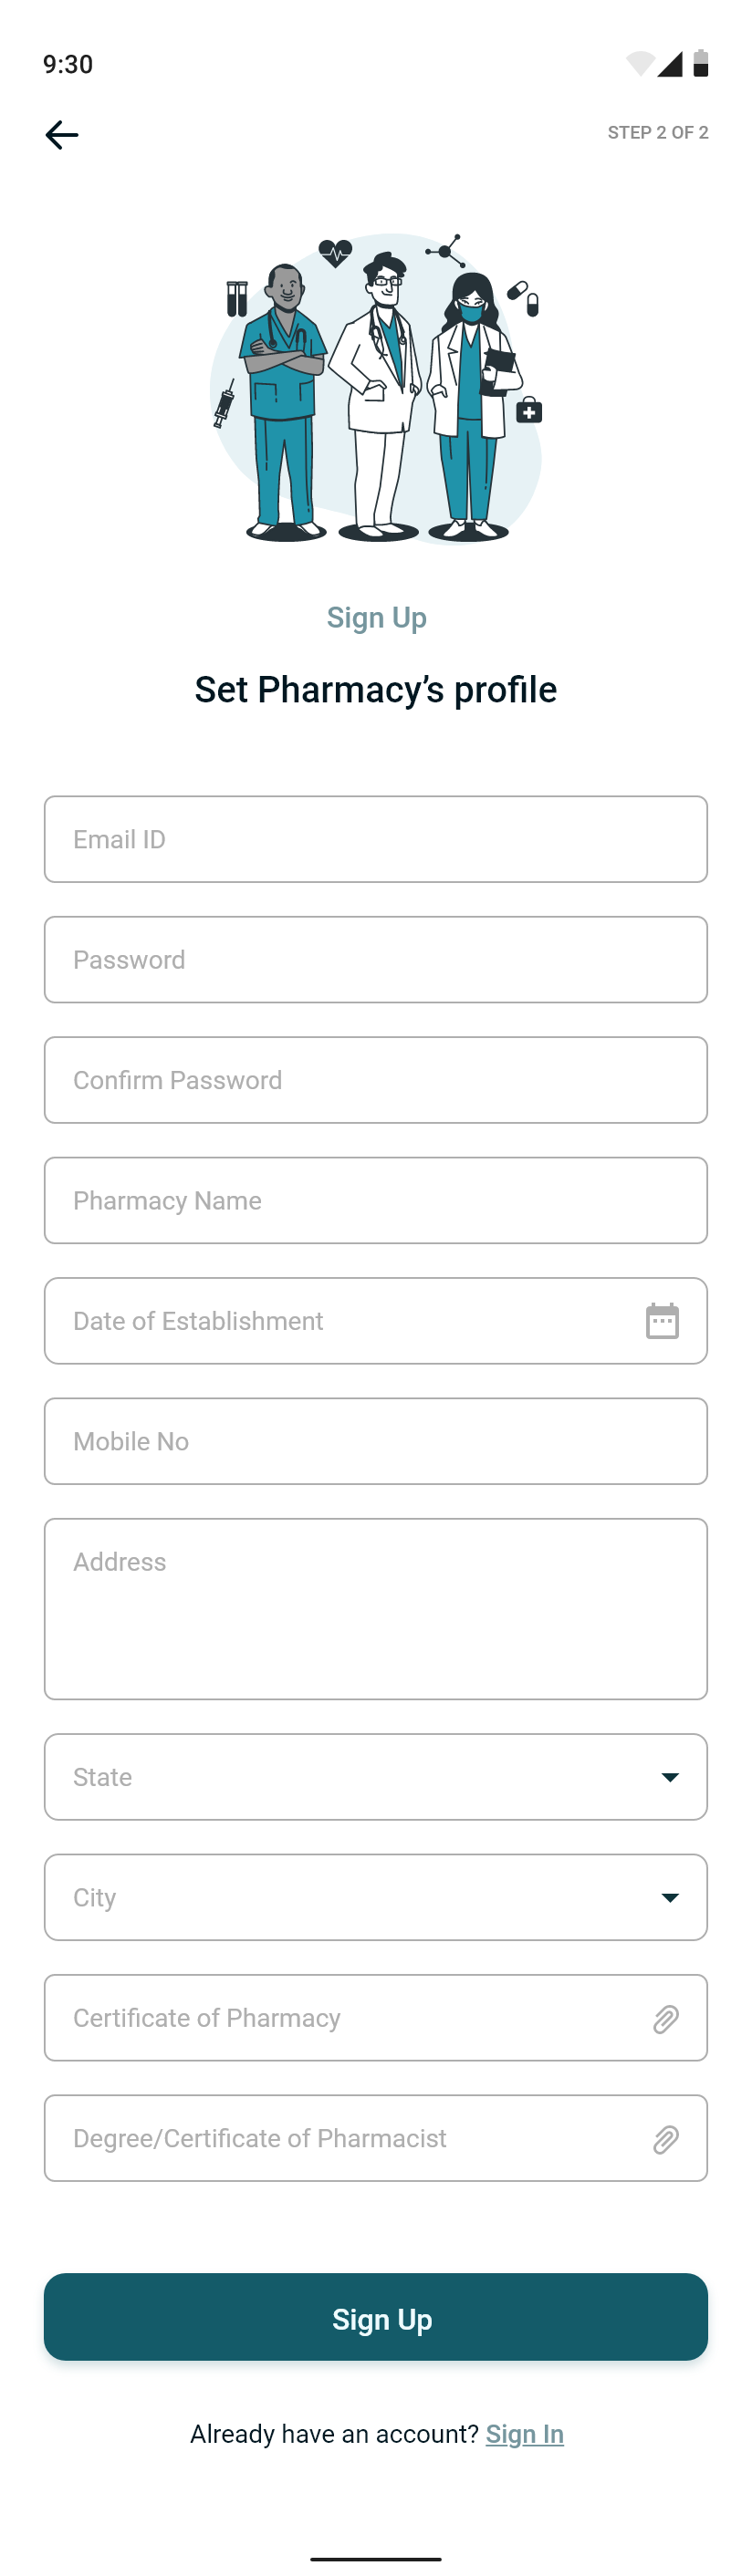 9:30
STEP 2 OF 2
Sign Up
Set Pharmacy’s profile
Email ID
Password
Confirm Password
Pharmacy Name
Date of Establishment
Mobile No
Address
State
City
Certificate of Pharmacy
Degree/Certificate of Pharmacist
Sign Up
Already have an account? Sign In